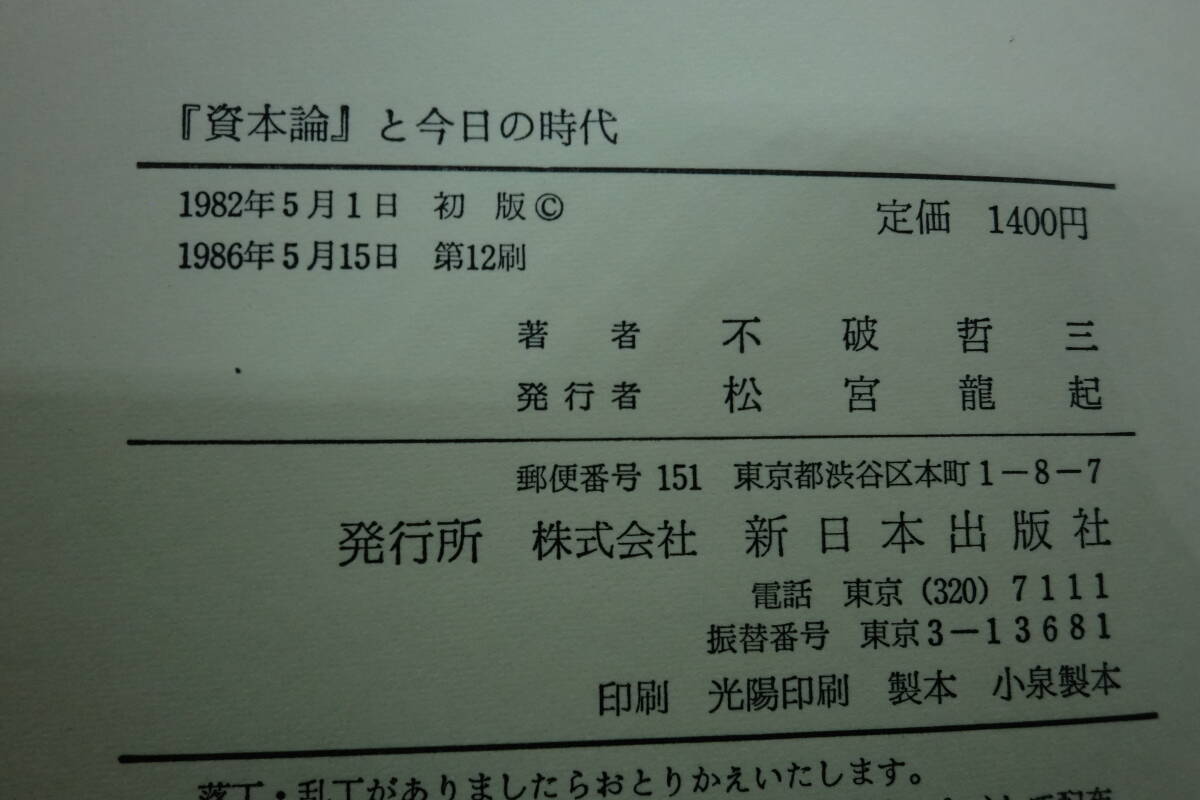 『資本論』と今日の時代
1982年5月1日 初 版 © 定価 1400円
1986年5月15日 第12刷
著 者 不 破 哲 三
発行者 松 宮 龍 起
郵便番号 151 東京都渋谷区本町1-8-7
発行所 株式会社 新日本出版社
電話 東京 (320) 7111
振替番号 東京3-13681
印刷 光陽印刷 製本 小泉製本
落丁・乱丁がありましたらおとりかえいたします。